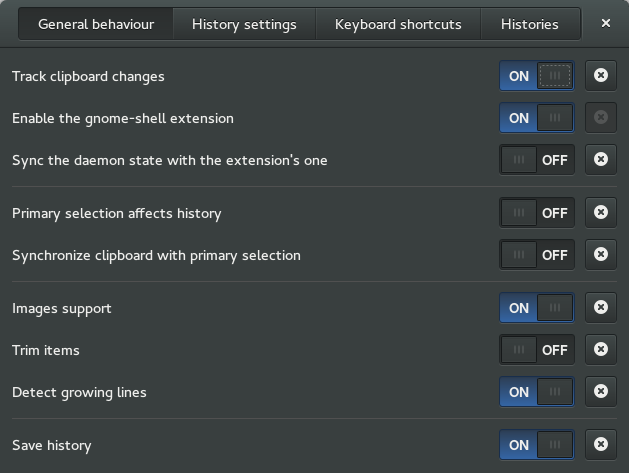 General behaviour
History settings
Keyboard shortcuts
Histories
Track clipboard changes
ON
Enable the gnome-shell extension
ON
Sync the daemon state with the extension's one
OFF
Primary selection affects history
OFF
Synchronize clipboard with primary selection
OFF
Images support
ON
Trim items
OFF
Detect growing lines
ON
Save history
ON